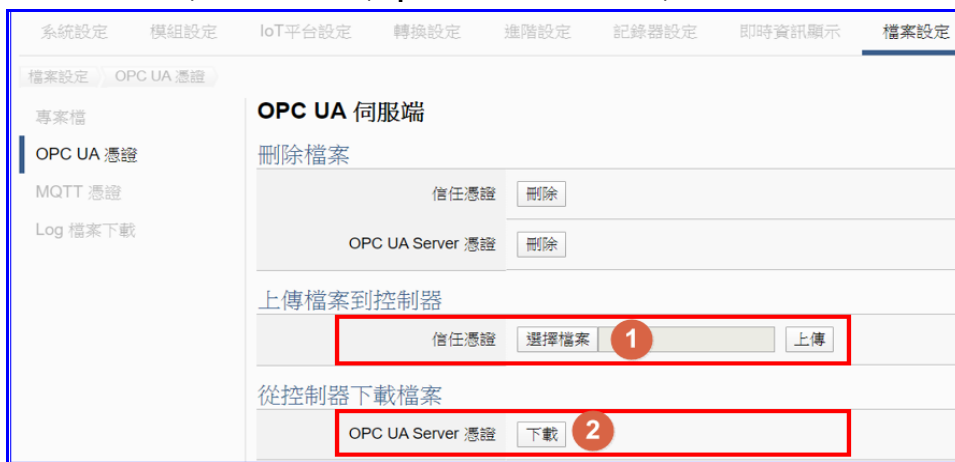 系統設定 模組設定 IoT平台設定 轉換設定 進階設定 記錄器設定 即時資訊顯示 檔案設定
檔案設定 OPC UA 憑證
專案檔
OPC UA 憑證
MQTT 憑證
Log 檔案下載
OPC UA 伺服端
刪除檔案
信任憑證 刪除
OPC UA Server 憑證 刪除
上傳檔案到控制器
信任憑證 選擇檔案 1 上傳
從控制器下載檔案
OPC UA Server 憑證 下載 2